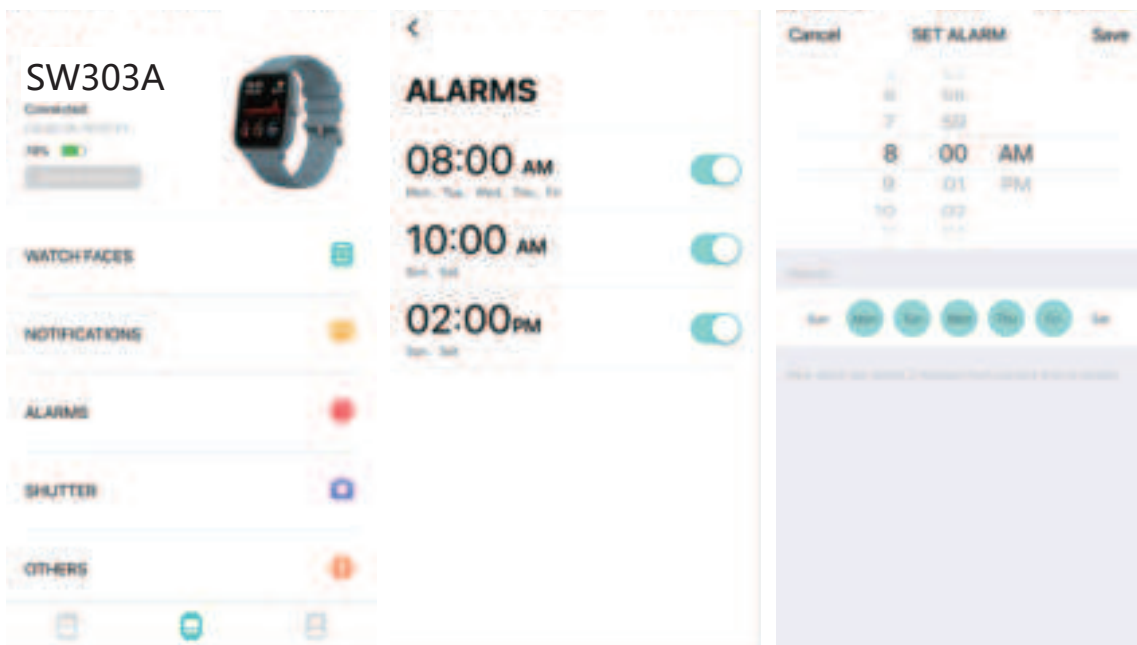 SW303A
Connected
WATCH FACES
NOTIFICATIONS
ALARMS
SHUTTER
OTHERS
ALARMS
08:00 AM
Mon. Tue. Wed. Thu. Fri
10:00 AM
Sun. Sat
02:00PM
Sun. Sat
Cancel SET ALARM Save
6 58
7 59
8 00 AM
9 01 PM
10 02
Sun Mon Tue Wed Thu Fri Sat